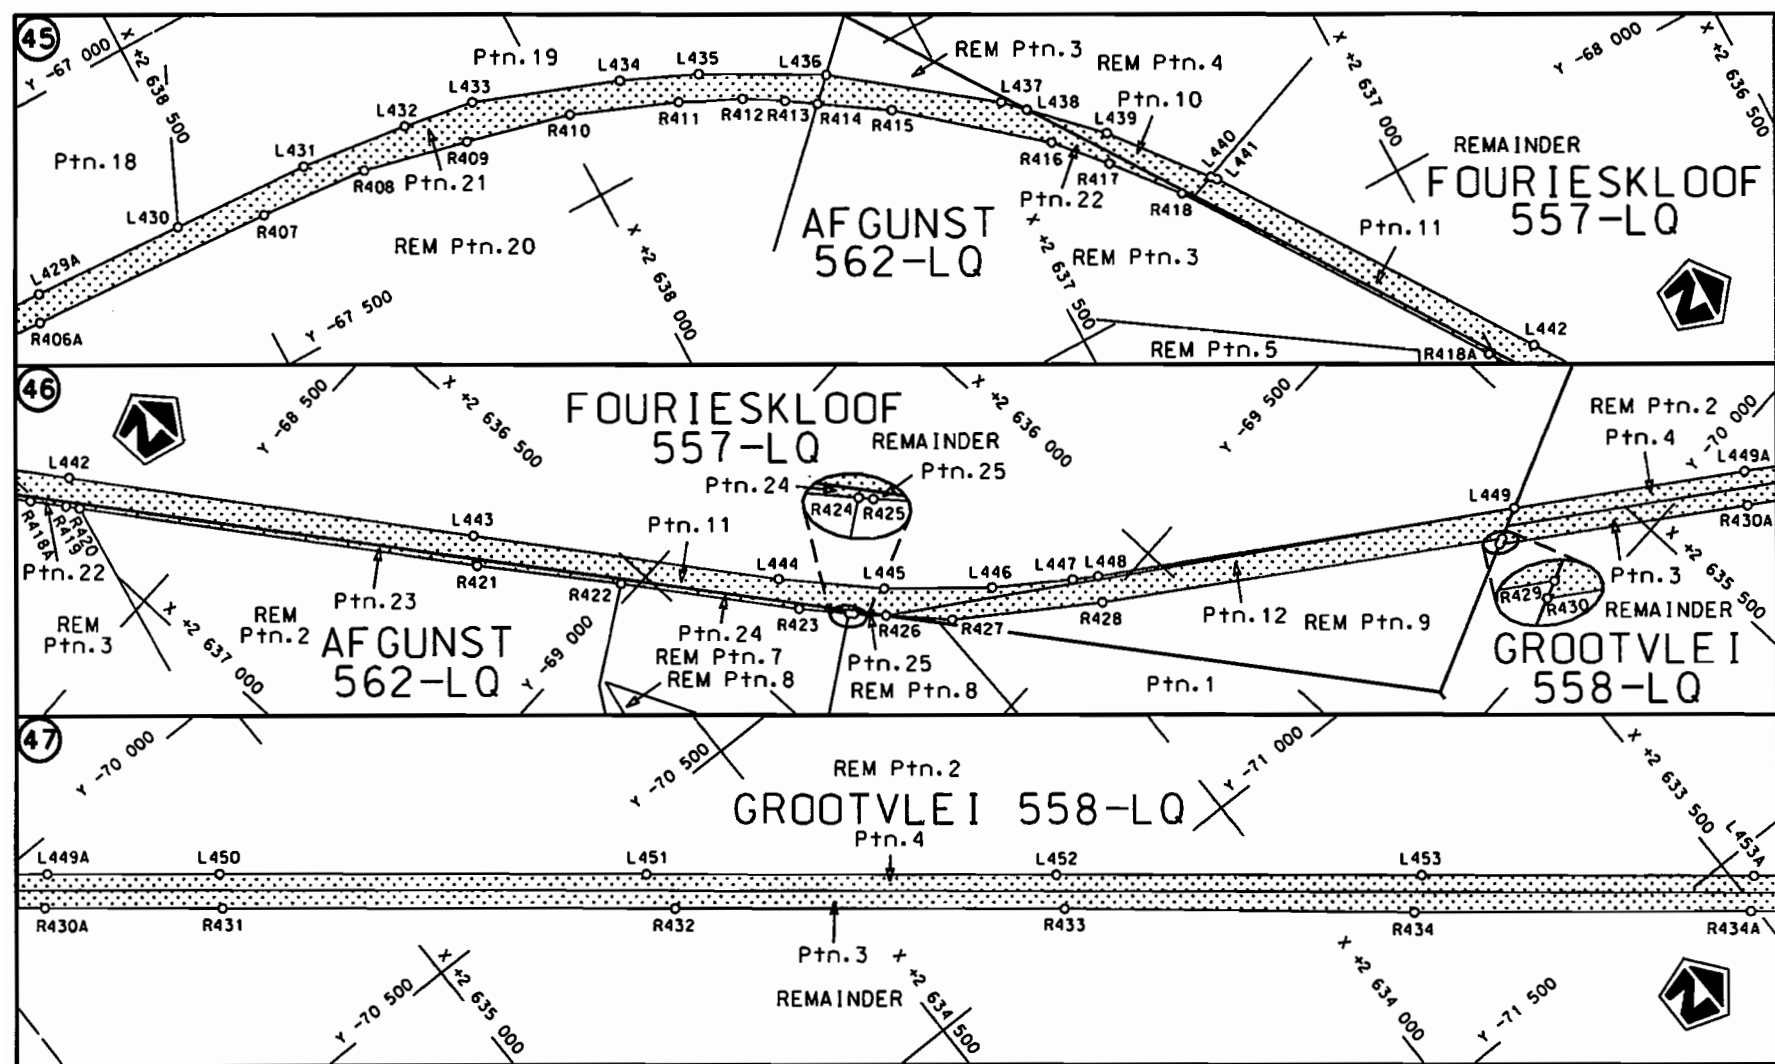 45
Y -67 000
X +2 638 500
Ptn.19
L434
L435
L436
REM Ptn.3
REM Ptn.4
X +2 637 000
Y -68 000
X +2 636 500
L433
L432
L437
L438
Ptn.10
L439
R410
R411
R412
R413
R414
R415
L440
L441
REMAINDER
FOURIESKLOOF
557-LQ
Ptn.18
L431
R409
R408
Ptn.21
R416
R417
Ptn.22
R418
L430
R407
REM Ptn.20
AFGUNST
562-LQ
X +2 638 000
X +2 637 500
REM Ptn.3
Ptn.11
L429A
R406A
Y -67 500
REM Ptn.5
R418A
L442
46
Y -68 500
X +2 636 500
FOURIESKLOOF
557-LQ
REMAINDER
X +2 636 000
Y -69 500
REM Ptn.2
Ptn.4
Y -70 000
L449A
L442
Ptn.24
Ptn.25
R424
R425
L443
Ptn.11
L449
R430A
R418A
R419
R420
Ptn.22
L444
L445
L446
L447
L448
X +2 635 500
R421
R422
Ptn.23
REM
Ptn.3
X +2 637 000
REM
Ptn.2
AFGUNST
562-LQ
Y -69 000
Ptn.24
R423
R426
R427
R428
REM Ptn.7
REM Ptn.8
Ptn.25
REM Ptn.8
Ptn.12
REM Ptn.9
Ptn.1
R429
R430
Ptn.3
REMAINDER
GROOTVLEI
558-LQ
47
Y -70 000
Y -70 500
REM Ptn.2
GROOTVLEI 558-LQ
Y -71 000
X +2 633 500
L449A
L450
L451
Ptn.4
L452
L453
L453A
R430A
R431
R432
R433
R434
R434A
Ptn.3
REMAINDER
Y -70 500
X +2 635 000
X +2 634 500
X +2 634 000
Y -71 500